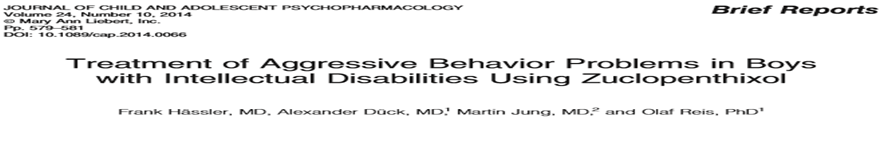 JOURNAL OF CHILD AND ADOLESCENT PSYCHOPHARMACOLOGY
Volume 24, Number 10, 2014
© Mary Ann Liebert, Inc.
Pp. 579–581
DOI: 10.1089/cap.2014.0066
Brief Reports
Treatment of Aggressive Behavior Problems in Boys
with Intellectual Disabilities Using Zuclopenthixol
Frank Hässler, MD, Alexander Dück, MD,¹ Martin Jung, MD,² and Olaf Reis, PhD¹